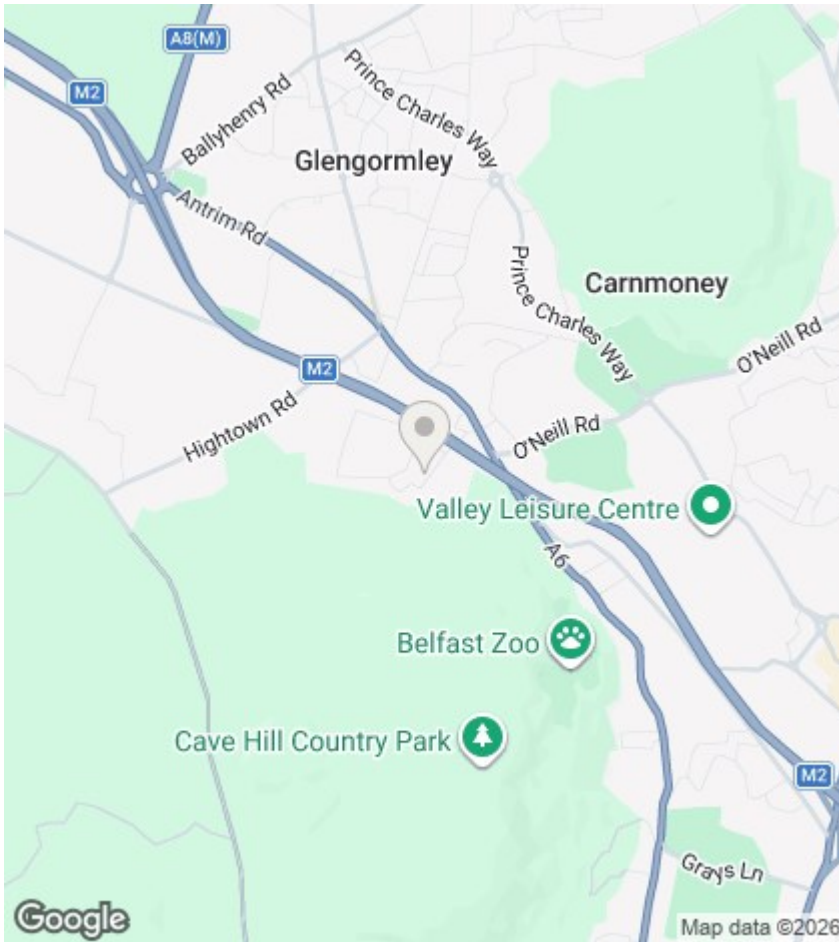 A8(M)
M2
Ballyhenry Rd
Prince Charles Way
Glengormley
Antrim Rd
Prince Charles Way
Carnmoney
O'Neill Rd
M2
Hightown Rd
O'Neill Rd
Valley Leisure Centre
A6
Belfast Zoo
Cave Hill Country Park
M2
Grays Ln
Google
Map data ©2026